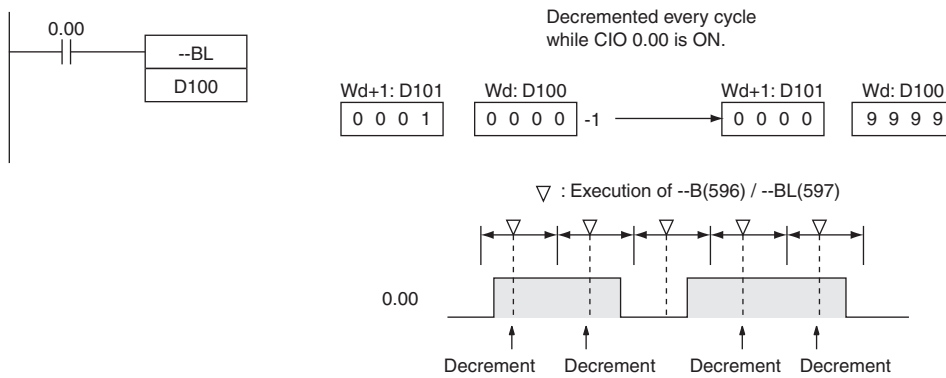 0.00
--BL
D100
Decremented every cycle
while CIO 0.00 is ON.
Wd+1: D101 Wd: D100 Wd+1: D101 Wd: D100
0 0 0 1 0 0 0 0 -1 0 0 0 0 9 9 9 9
▽ : Execution of --B(596) / --BL(597)
0.00
Decrement Decrement Decrement Decrement